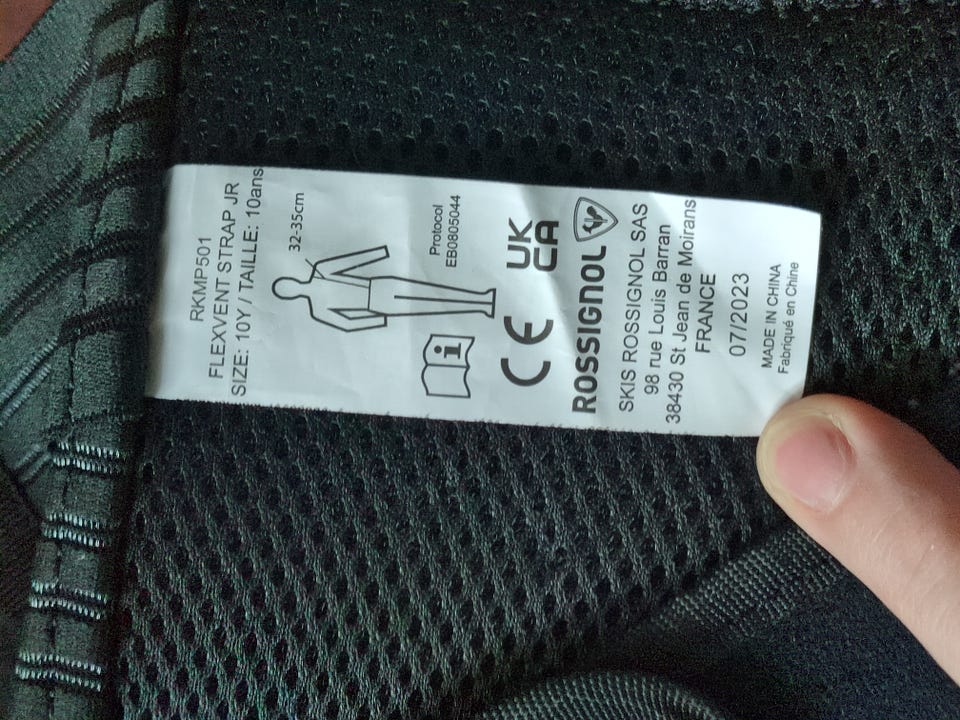 RKMP501
FLEXVENT STRAP JR
SIZE: 10Y / TAILLE: 10ans
32-35cm
Protocol
EB0805044
i
CE
UK
CA
ROSSIGNOL
SKIS ROSSIGNOL SAS
98 rue Louis Barran
38430 St Jean de Moirans
FRANCE
07/2023
MADE IN CHINA
Fabriqué en Chine